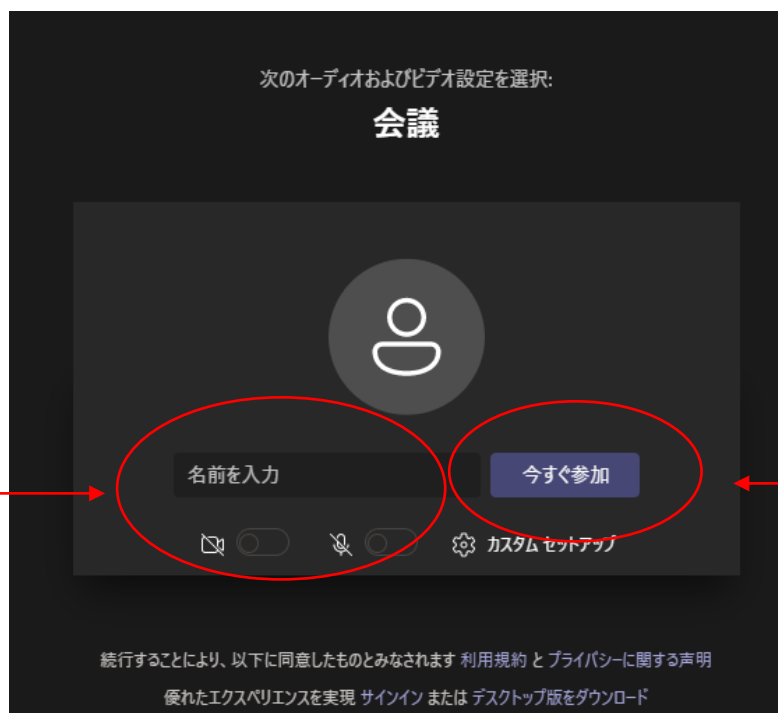 次のオーディオおよびビデオ設定を選択:
会議
名前を入力
今すぐ参加
カスタム セットアップ
続行することにより、以下に同意したものとみなされます 利用規約 と プライバシーに関する声明
優れたエクスペリエンスを実現 サインイン または デスクトップ版をダウンロード